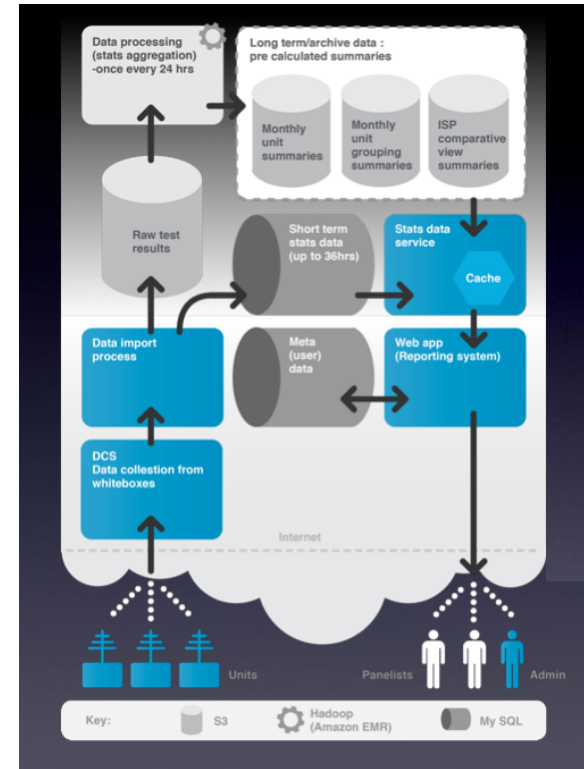 Data processing
(stats aggregation)
-once every 24 hrs
Long term/archive data :
pre calculated summaries
Monthly
unit
summaries
Monthly
unit
grouping
summaries
ISP
comparative
view
summaries
Raw test
results
Short term
stats data
(up to 36hrs)
Stats data
service
Cache
Data import
process
Meta
(user)
data
Web app
(Reporting system)
DCS
Data collestion from
whiteboxes
Internet
Units
Panelists
Admin
Key:
S3
Hadoop
(Amazon EMR)
My SQL